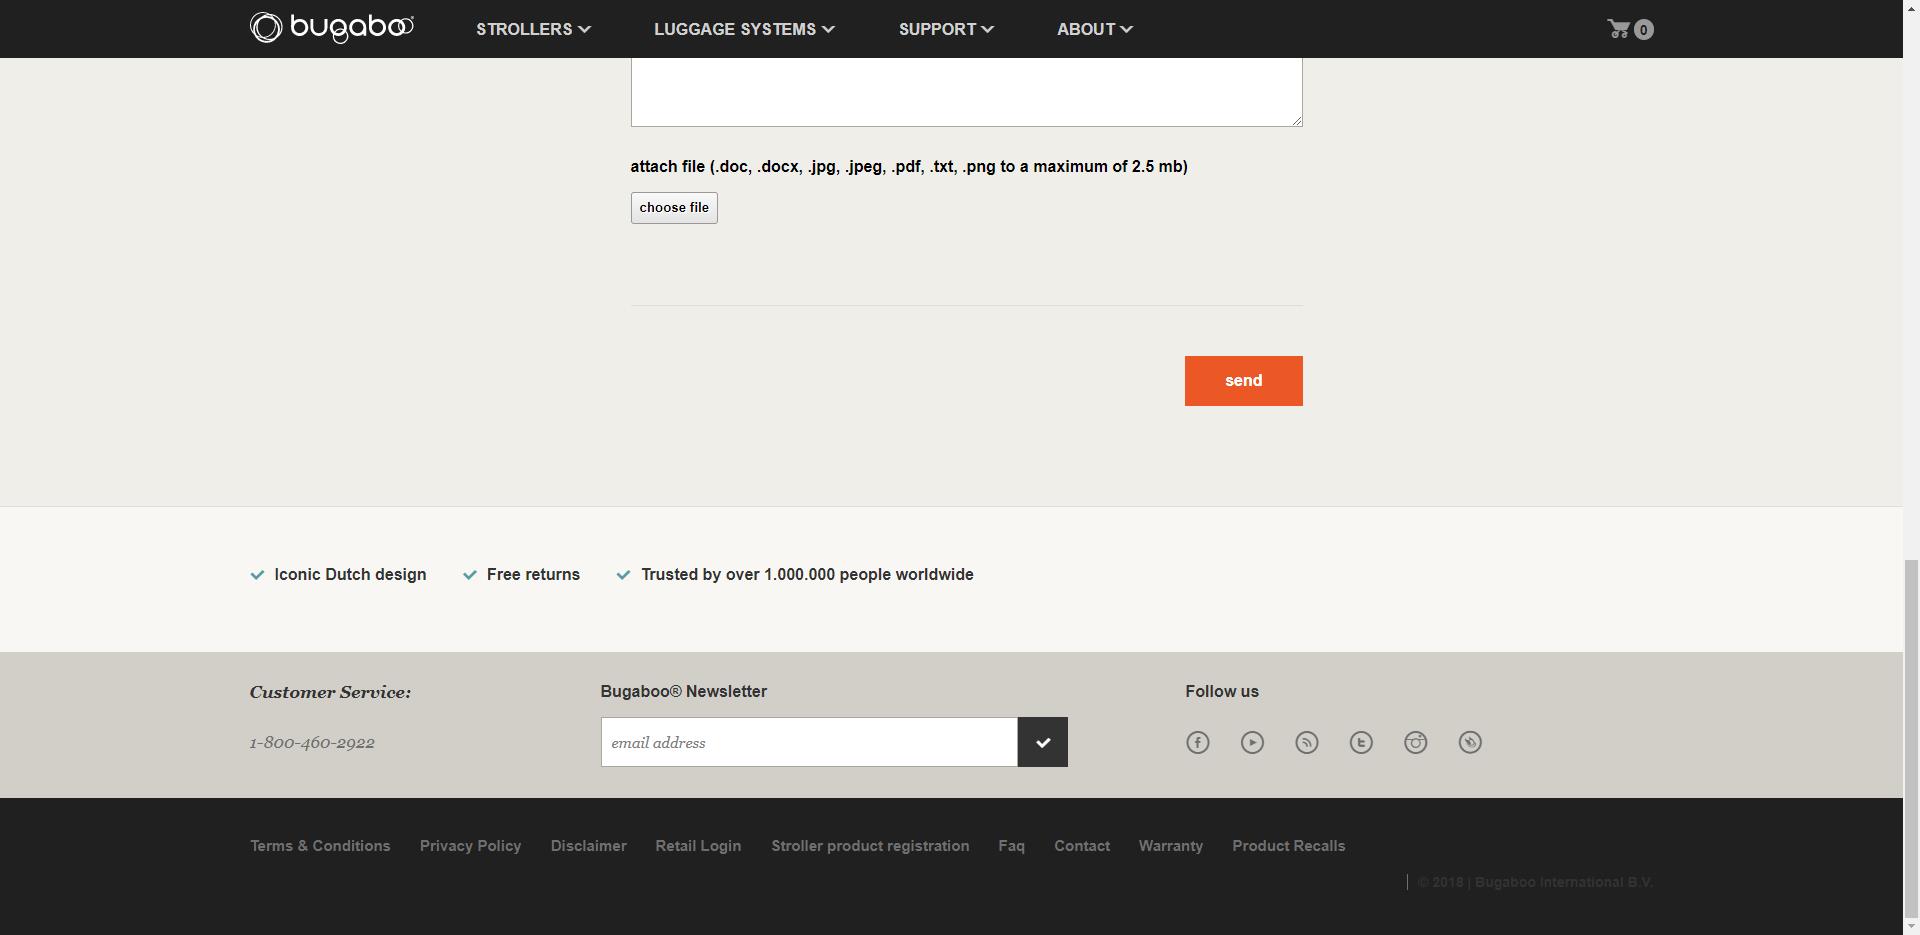 bugaboo® STROLLERS LUGGAGE SYSTEMS SUPPORT ABOUT 0
attach file (.doc, .docx, .jpg, .jpeg, .pdf, .txt, .png to a maximum of 2.5 mb)
choose file
send
Iconic Dutch design Free returns Trusted by over 1.000.000 people worldwide
Customer Service: Bugaboo® Newsletter Follow us
1-800-460-2922 email address
Terms & Conditions Privacy Policy Disclaimer Retail Login Stroller product registration Faq Contact Warranty Product Recalls
© 2018 | Bugaboo International B.V.